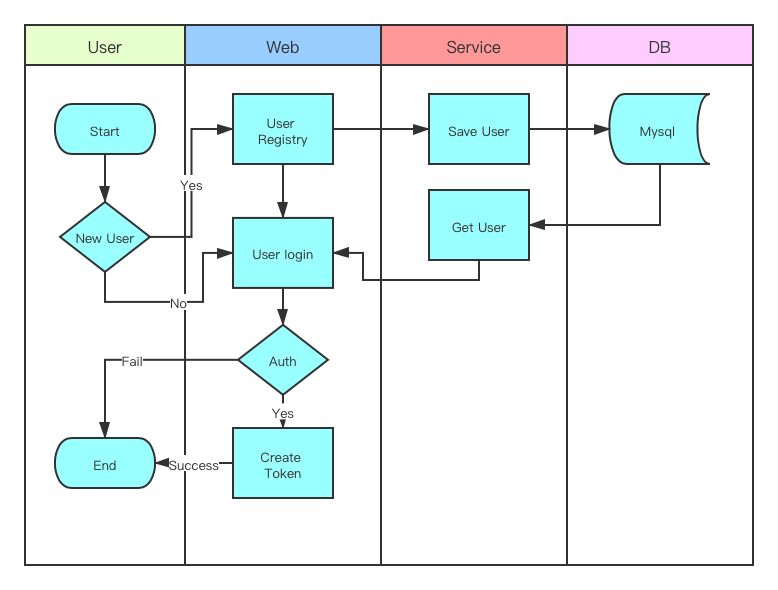 User
Web
Service
DB
Start
User
Registry
Save User
Mysql
Yes
New User
Get User
User login
No
Fail
Auth
Yes
End
Success
Create
Token